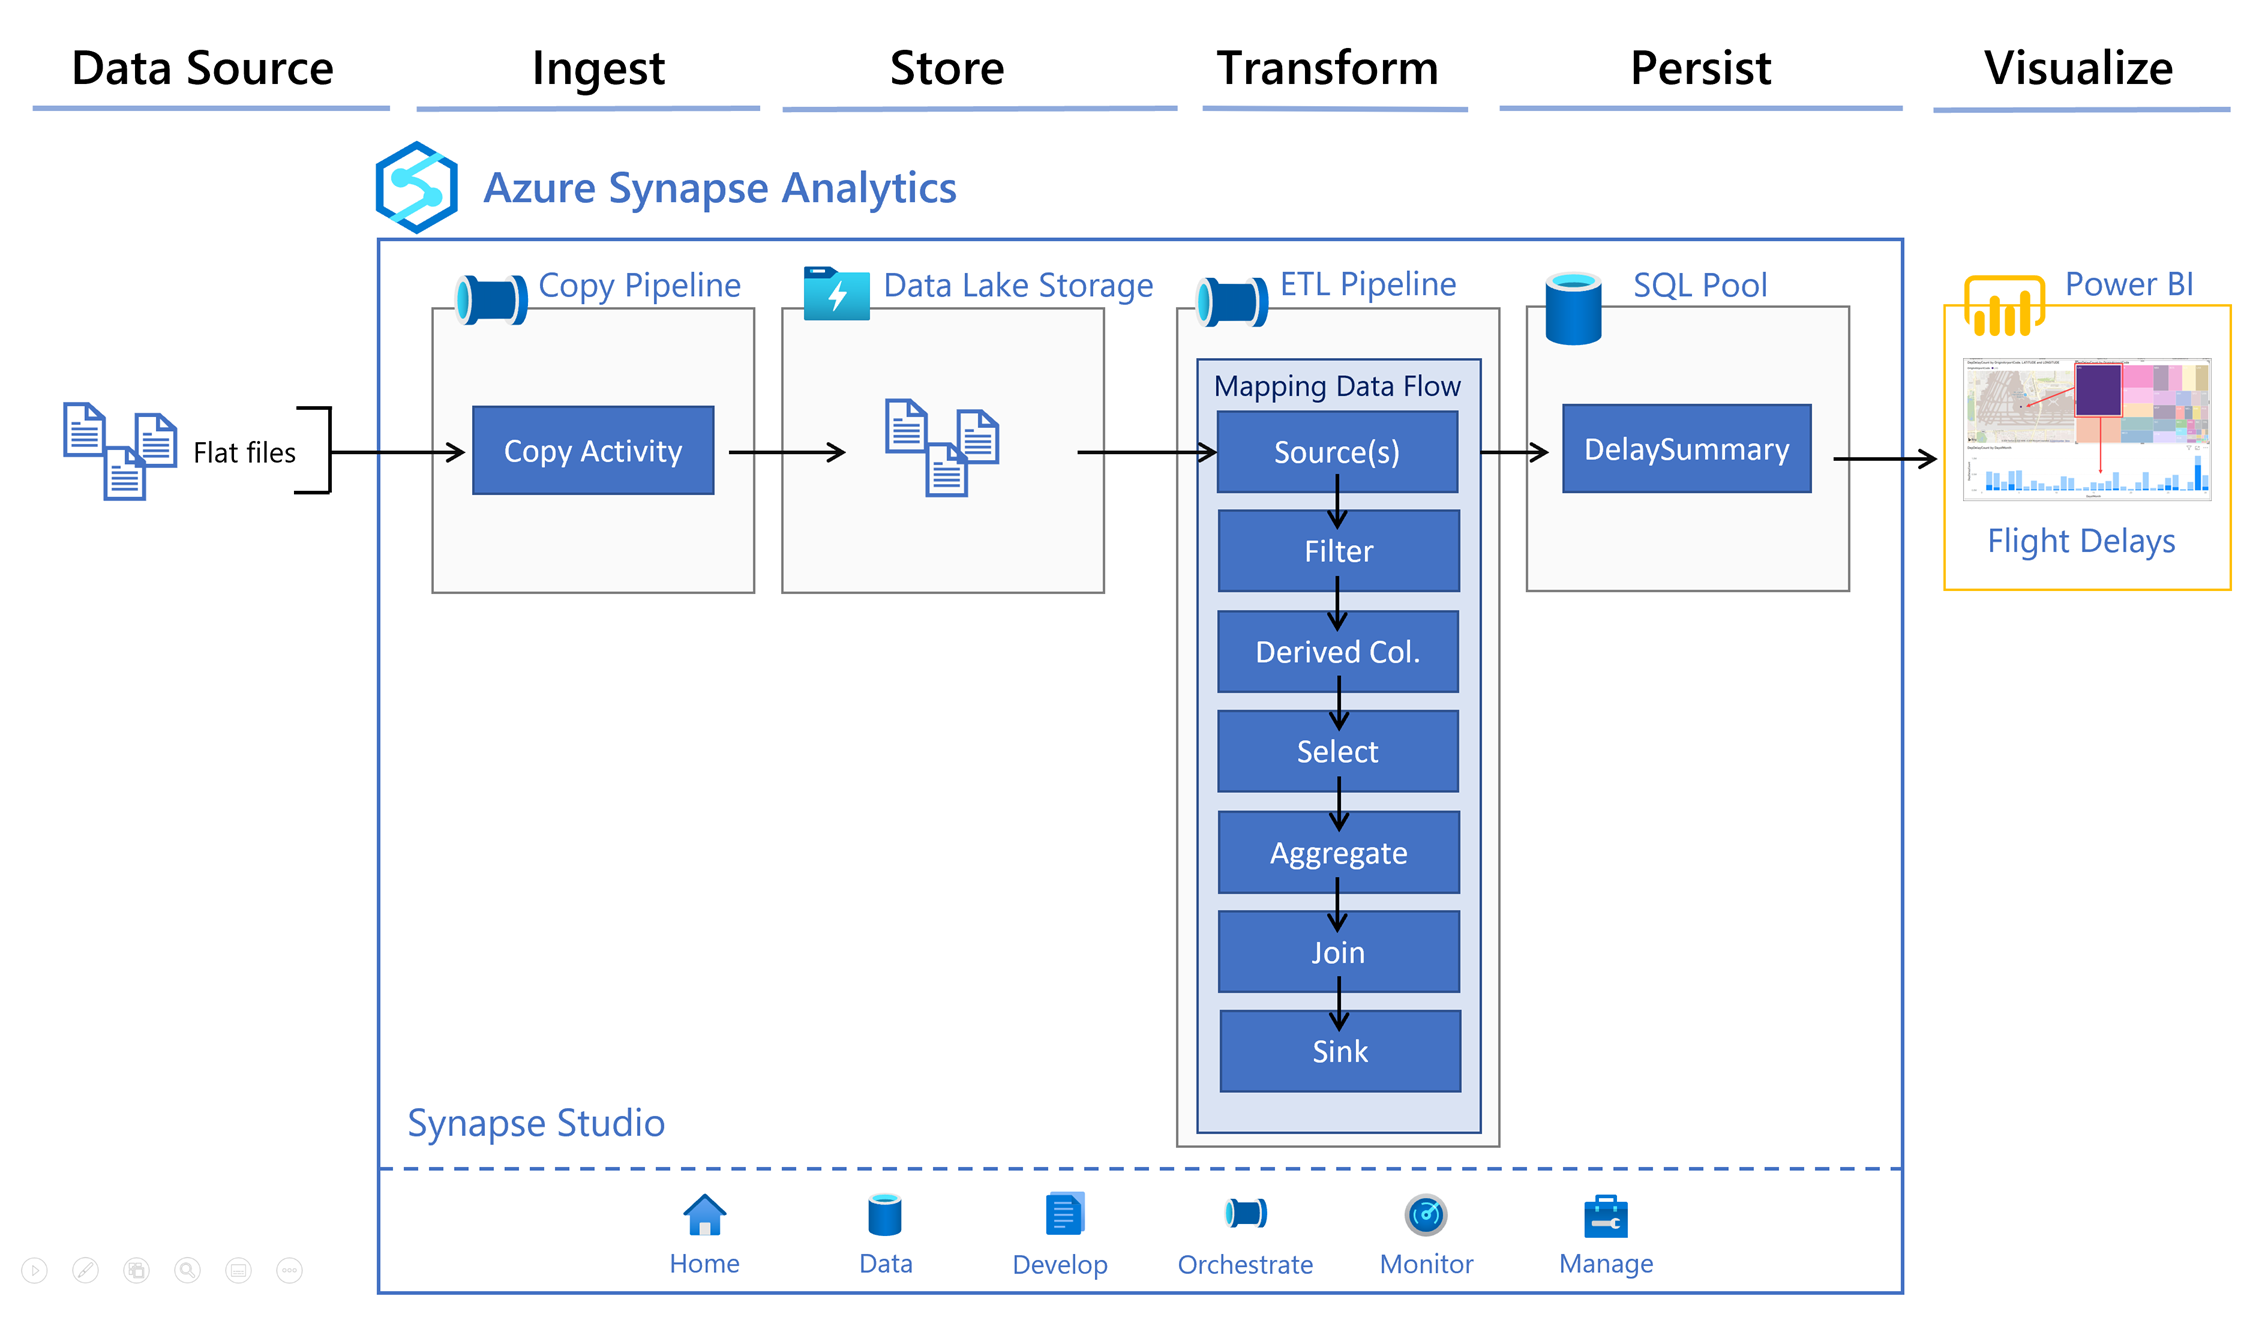 Data Source
Ingest
Store
Transform
Persist
Visualize
Azure Synapse Analytics
Copy Pipeline
Data Lake Storage
ETL Pipeline
SQL Pool
Power BI
Flat files
Copy Activity
Mapping Data Flow
Source(s)
Filter
Derived Col.
Select
Aggregate
Join
Sink
DelaySummary
Flight Delays
Synapse Studio
Home
Data
Develop
Orchestrate
Monitor
Manage